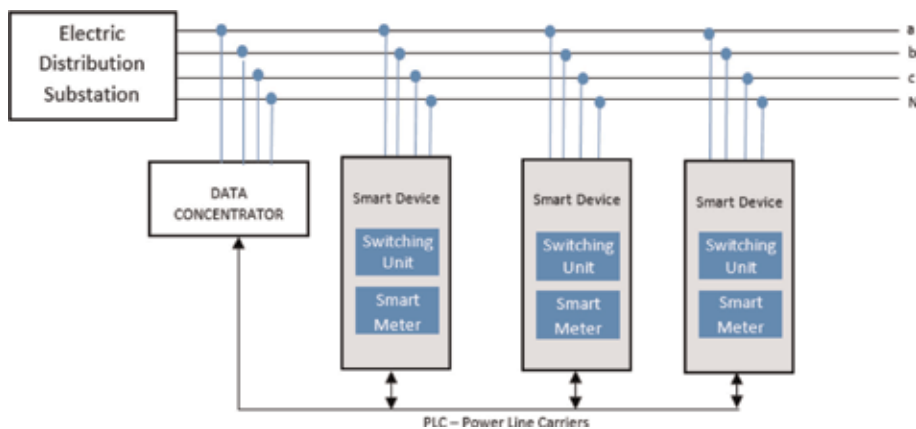 Electric
Distribution
Substation
a
b
c
N
DATA
CONCENTRATOR
Smart Device
Switching
Unit
Smart
Meter
Smart Device
Switching
Unit
Smart
Meter
Smart Device
Switching
Unit
Smart
Meter
PLC – Power Line Carriers